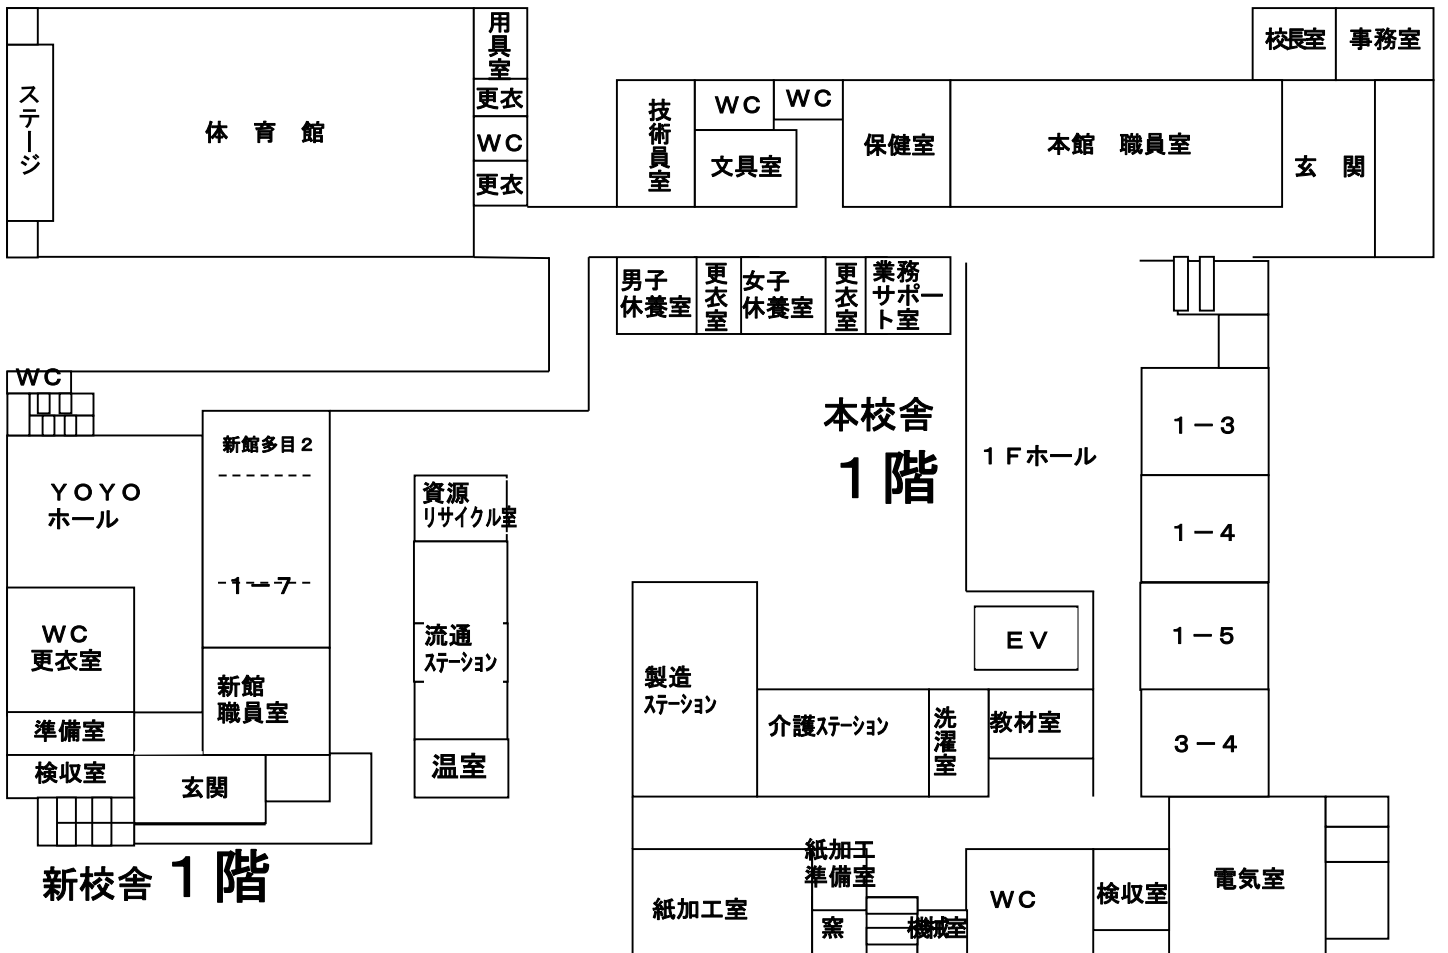 用具室
校長室
事務室
ステージ
体　育　館
更衣
ＷＣ
更衣
技術員室
ＷＣ
ＷＣ
文具室
保健室
本館　職員室
玄　関
男子
休養室
更衣室
女子
休養室
更衣室
業務
サポー
ト室
ＷＣ
本校舎
１階
１Ｆホール
１－３
１－４
１－５
３－４
新館多目２
ＹＯＹＯ
ホール
１－７
資源
リサイクル室
流通
ステーション
温室
ＷＣ
更衣室
新館
職員室
準備室
検収室
玄関
新校舎 １階
製造
ステーション
介護ステーション
洗濯室
教材室
ＥＶ
紙加工
準備室
紙加工室
窯
機械室
ＷＣ
検収室
電気室